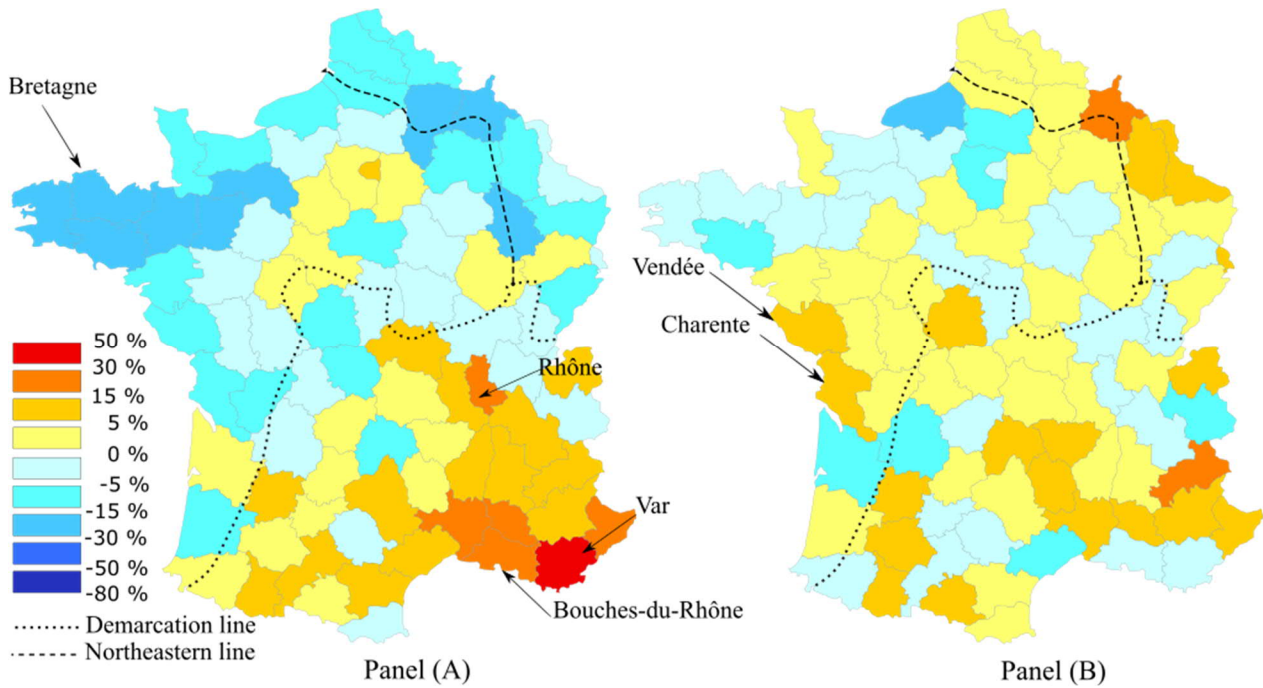 Bretagne
Vendée
Charente
50 %
30 %
15 %
5 %
0 %
-5 %
-15 %
-30 %
-50 %
-80 %
Rhône
Var
Bouches-du-Rhône
Demarcation line
Northeastern line
Panel (A)
Panel (B)